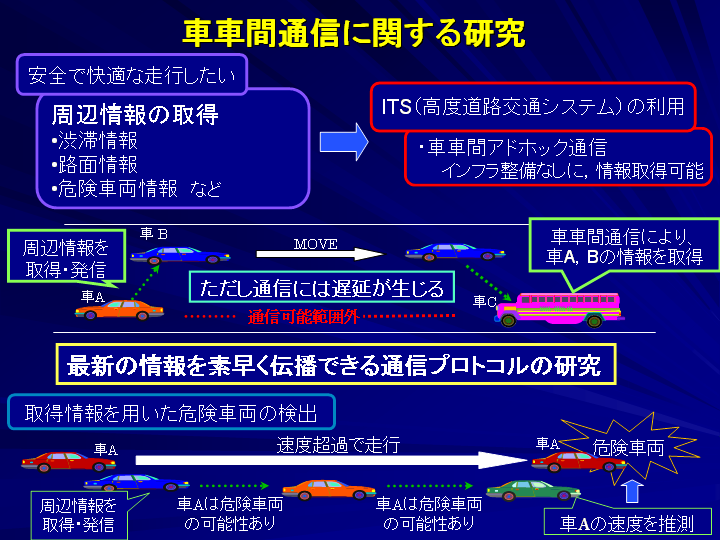 車車間通信に関する研究
安全で快適な走行したい
周辺情報の取得
•渋滞情報
•路面情報
•危険車両情報 など
ITS(高度道路交通システム)の利用
・車車間アドホック通信
インフラ整備なしに，情報取得可能
車B
MOVE
周辺情報を
取得・発信
車A
車車間通信により、
車A，Bの情報を取得
ただし通信には遅延が生じる
通信可能範囲外
車C
最新の情報を素早く伝播できる通信プロトコルの研究
取得情報を用いた危険車両の検出
車A
速度超過で走行
車A
危険車両
周辺情報を
取得・発信
車Aは危険車両
の可能性あり
車Aは危険車両
の可能性あり
車Aの速度を推測